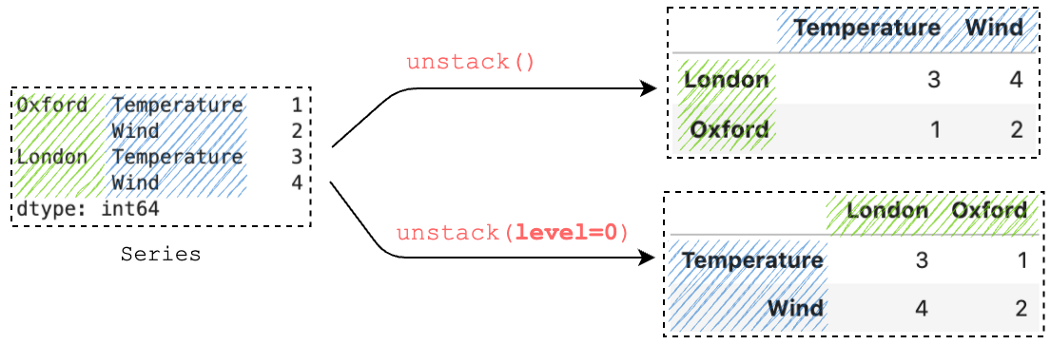 Oxford Temperature 1
Wind 2
London Temperature 3
Wind 4
dtype: int64
Series
unstack()
unstack(level=0)
Temperature Wind
London 3 4
Oxford 1 2
London Oxford
Temperature 3 1
Wind 4 2